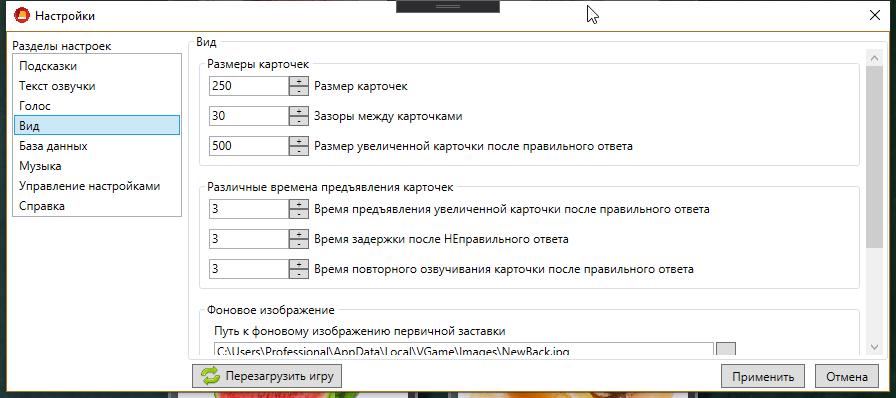 Настройки
Разделы настроек
Подсказки
Текст озвучки
Голос
Вид
База данных
Музыка
Управление настройками
Справка
Вид
Размеры карточек
250 + - Размер карточек
30 + - Зазоры между карточками
500 + - Размер увеличенной карточки после правильного ответа
Различные времена предъявления карточек
3 + - Время предъявления увеличенной карточки после правильного ответа
3 + - Время задержки после НЕправильного ответа
3 + - Время повторного озвучивания карточки после правильного ответа
Фоновое изображение
Путь к фоновому изображению первичной заставки
C:\Users\Professional\AppData\Local\VGame\Images\NewBack.jpg
Перезагрузить игру
Применить
Отмена